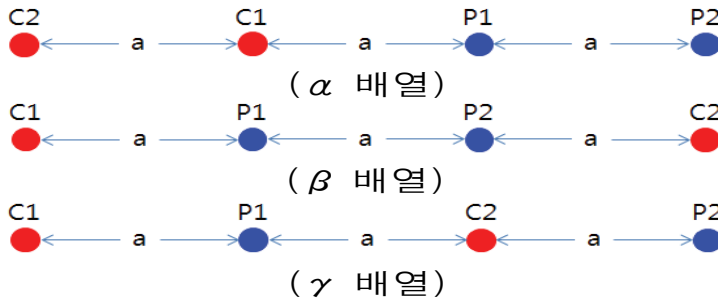 C2 C1 P1 P2
a a a
(α 배열)
C1 P1 P2 C2
a a a
(β 배열)
C1 P1 C2 P2
a a a
(γ 배열)